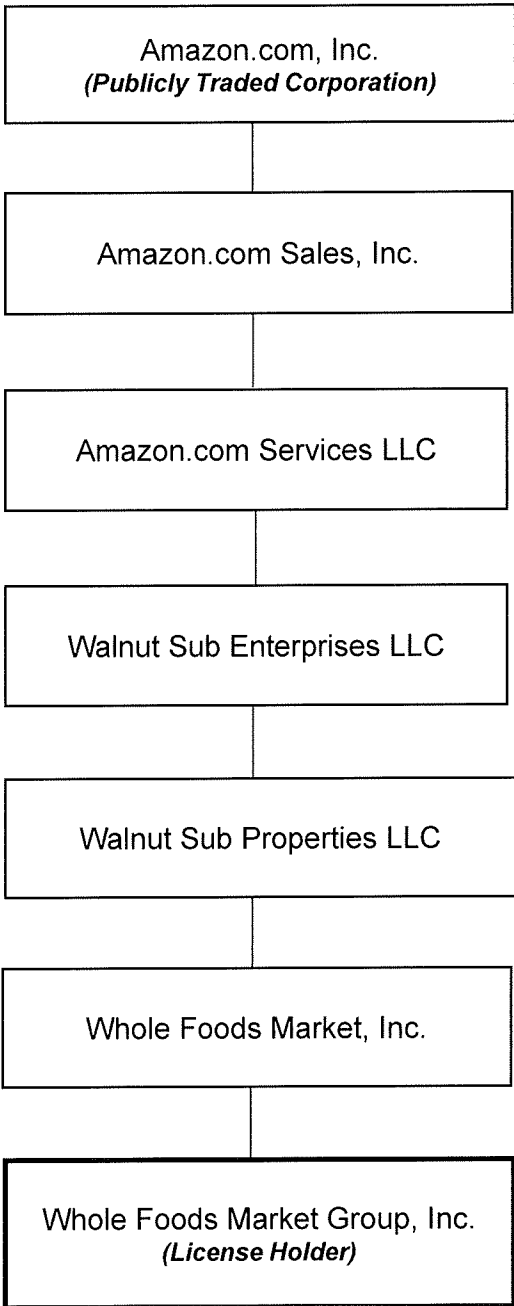 Amazon.com, Inc.
(Publicly Traded Corporation)
Amazon.com Sales, Inc.
Amazon.com Services LLC
Walnut Sub Enterprises LLC
Walnut Sub Properties LLC
Whole Foods Market, Inc.
Whole Foods Market Group, Inc.
(License Holder)